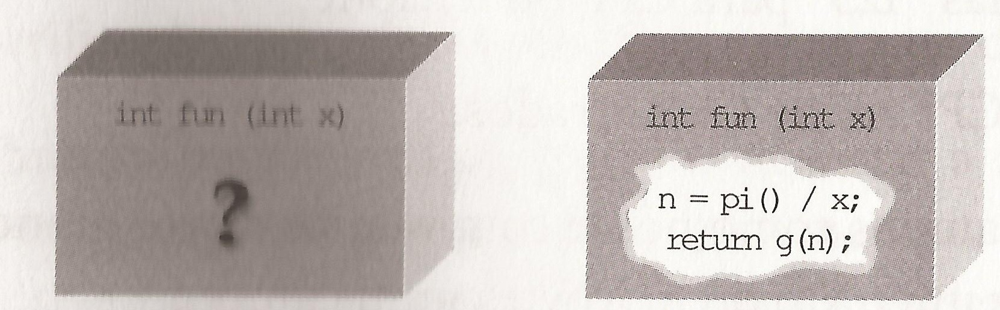 int fun (int x)
?
int fun (int x)
n = pi() / x;
return g(n);